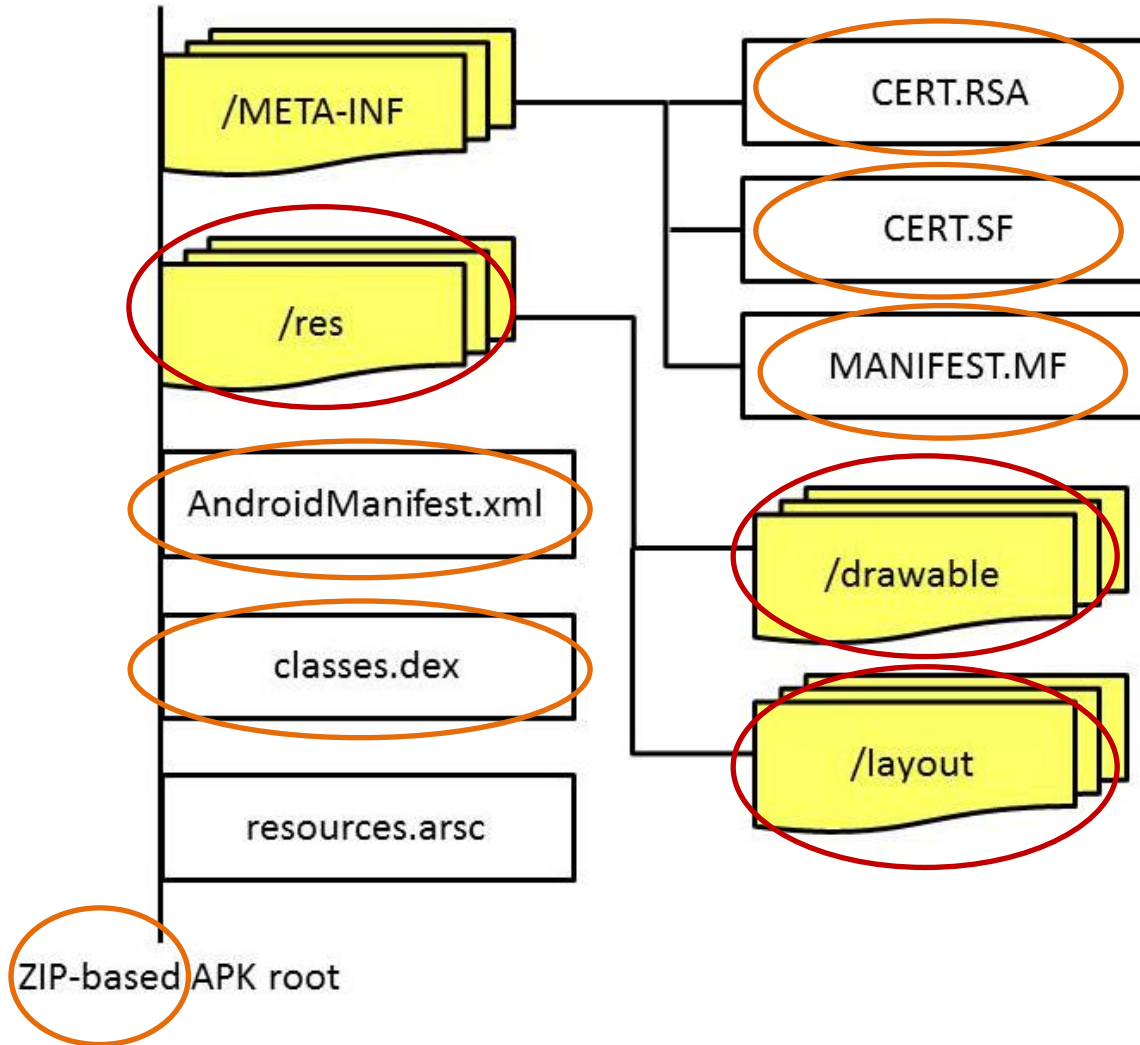 /META-INF
CERT.RSA
CERT.SF
/res
MANIFEST.MF
AndroidManifest.xml
/drawable
classes.dex
/layout
resources.arsc
ZIP-based APK root